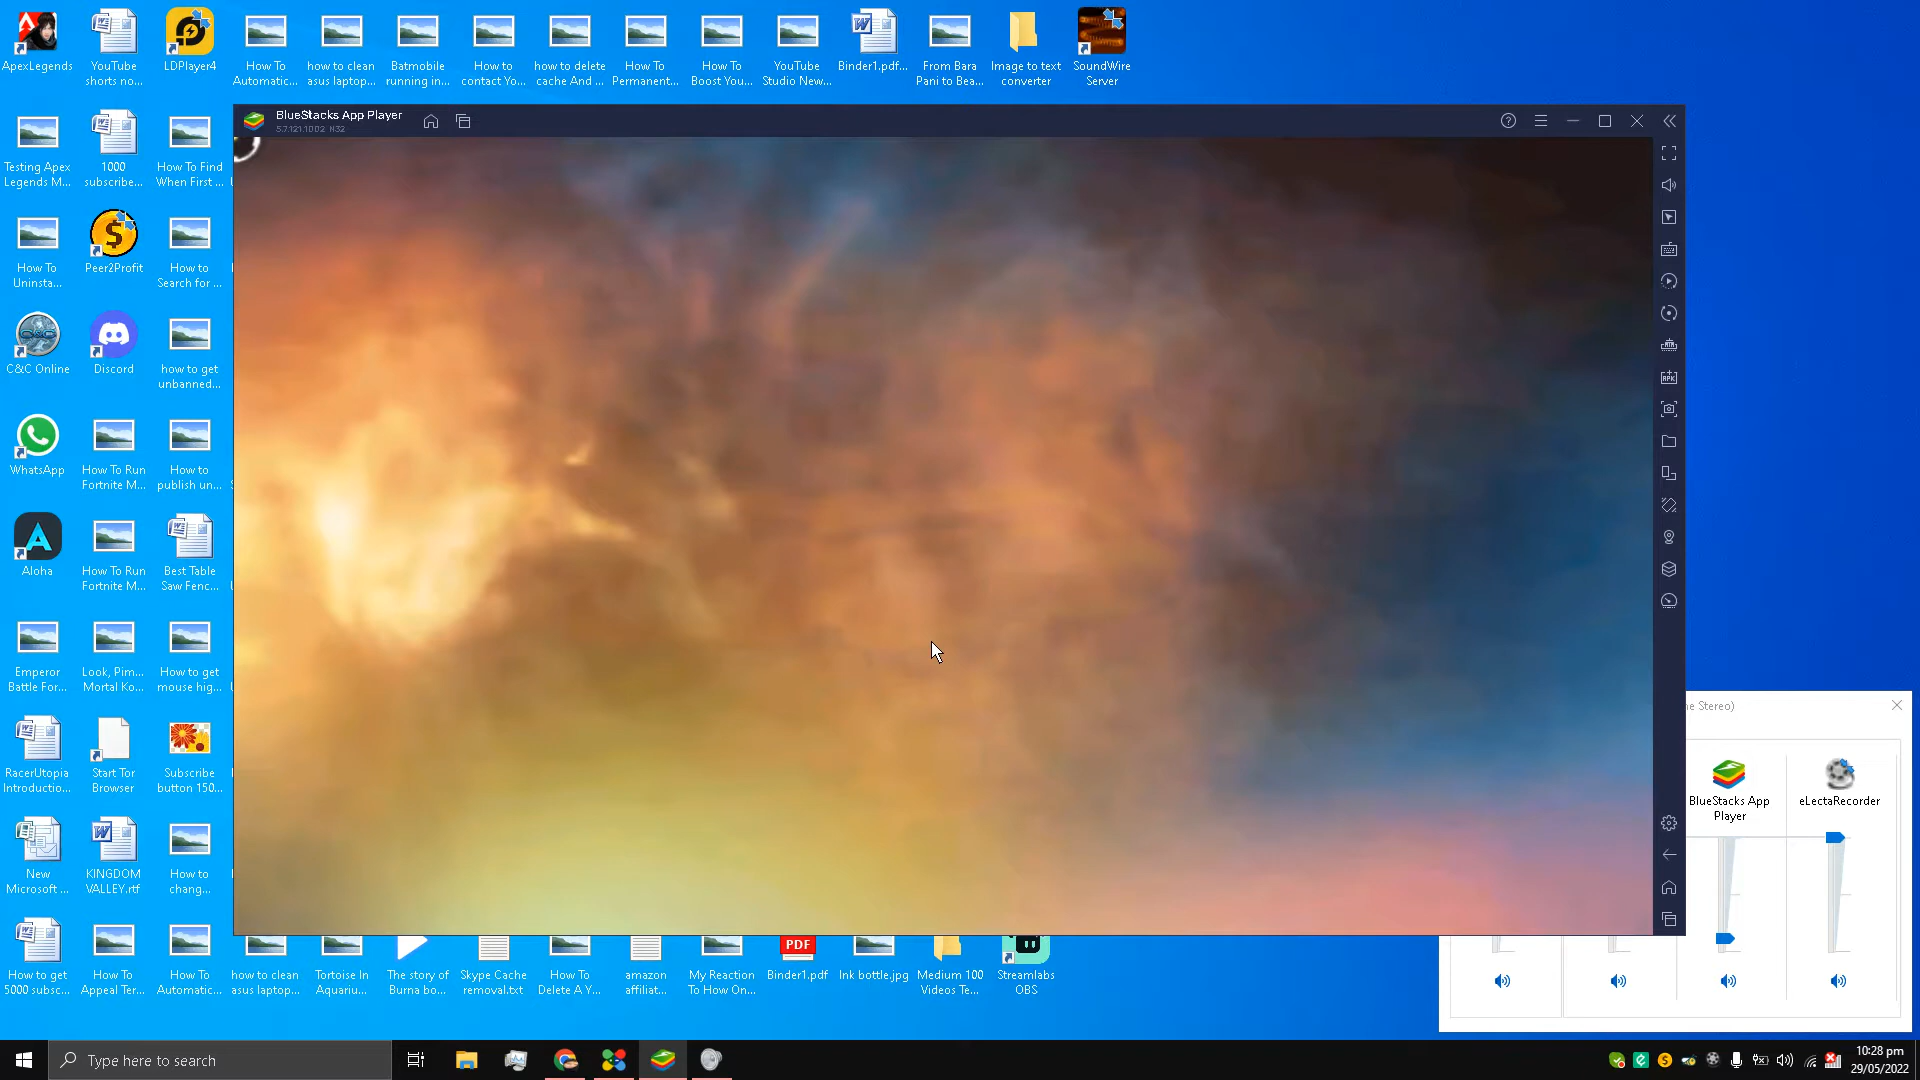 ApexLegends
YouTube
shorts no...
LDPlayer4
How To
Automatic...
how to clean
asus laptop...
Batmobile
running in...
How to
contact Yo...
how to delete
cache And ...
How To
Permanent...
How To
Boost You...
YouTube
Studio New...
Binder1.pdf...
From Bara
Pani to Bea...
Image to text
converter
SoundWire
Server
BlueStacks App Player
5.7.121.1002 N32
Testing Apex
Legends M...
1000
subscribe...
How To Find
When First ...
How To
Uninsta...
Peer2Profit
How to
Search for ...
C&C Online
Discord
how to get
unbanned...
WhatsApp
How To Run
Fortnite M...
How to
publish un...
Aloha
How To Run
Fortnite M...
Best Table
Saw Fenc...
Emperor
Battle For...
Look, Pim...
Mortal Ko...
How to get
mouse hig...
RacerUtopia
Introductio...
Start Tor
Browser
Subscribe
button 150...
New
Microsoft ...
KINGDOM
VALLEY.rtf
How to
chang...
How to get
5000 subsc...
How To
Appeal Ter...
How To
Automatic...
how to clean
asus laptop...
Tortoise In
Aquariu...
The story of
Burna bo...
Skype Cache
removal.txt
How To
Delete A Y...
amazon
affiliat...
My Reaction
To How On...
PDF
Binder1.pdf
Ink bottle.jpg
Medium 100
Videos Te...
Streamlabs
OBS
ne Stereo)
BlueStacks App
Player
eLectaRecorder
Type here to search
10:28 pm
29/05/2022